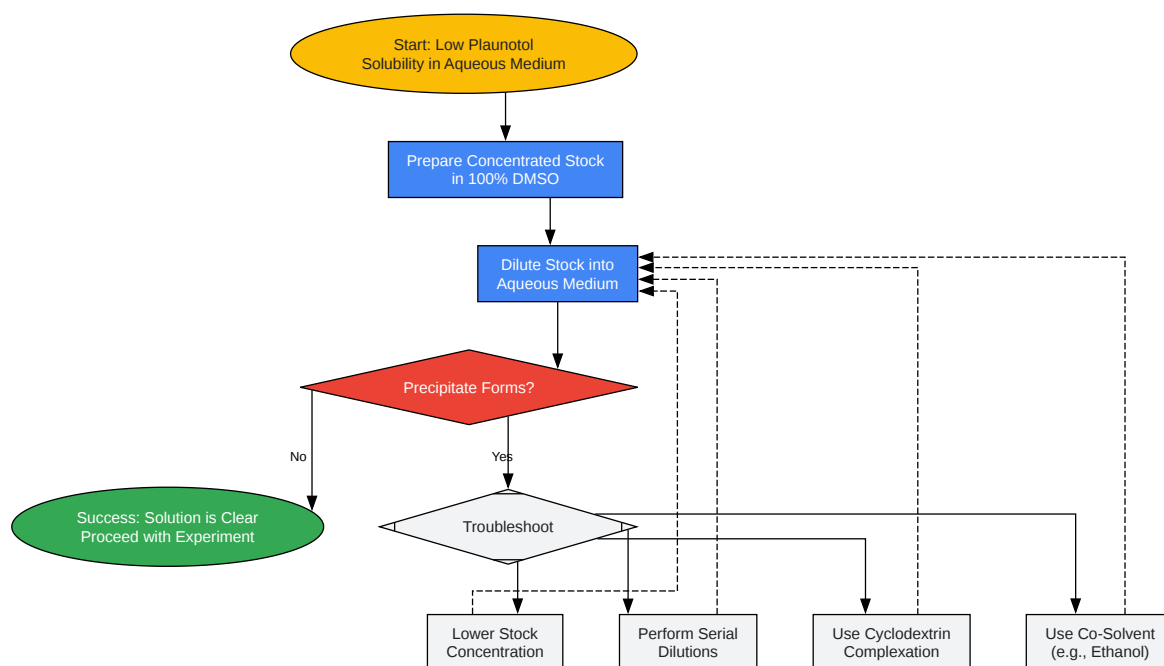 Start: Low Plaunotol
Solubility in Aqueous Medium
Prepare Concentrated Stock
in 100% DMSO
Dilute Stock into
Aqueous Medium
Precipitate Forms?
No
Yes
Success: Solution is Clear
Proceed with Experiment
Troubleshoot
Lower Stock
Concentration
Perform Serial
Dilutions
Use Cyclodextrin
Complexation
Use Co-Solvent
(e.g., Ethanol)